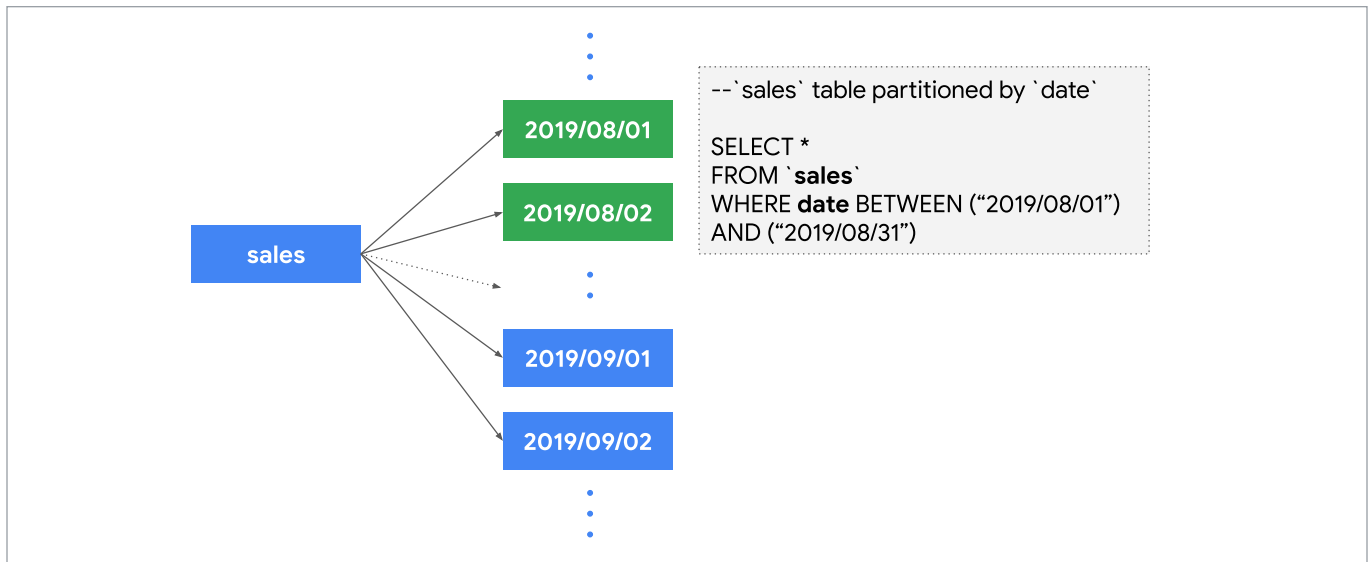 sales
2019/08/01
2019/08/02
2019/09/01
2019/09/02
--`sales` table partitioned by `date`
SELECT *
FROM `sales`
WHERE date BETWEEN (“2019/08/01”)
AND (“2019/08/31”)